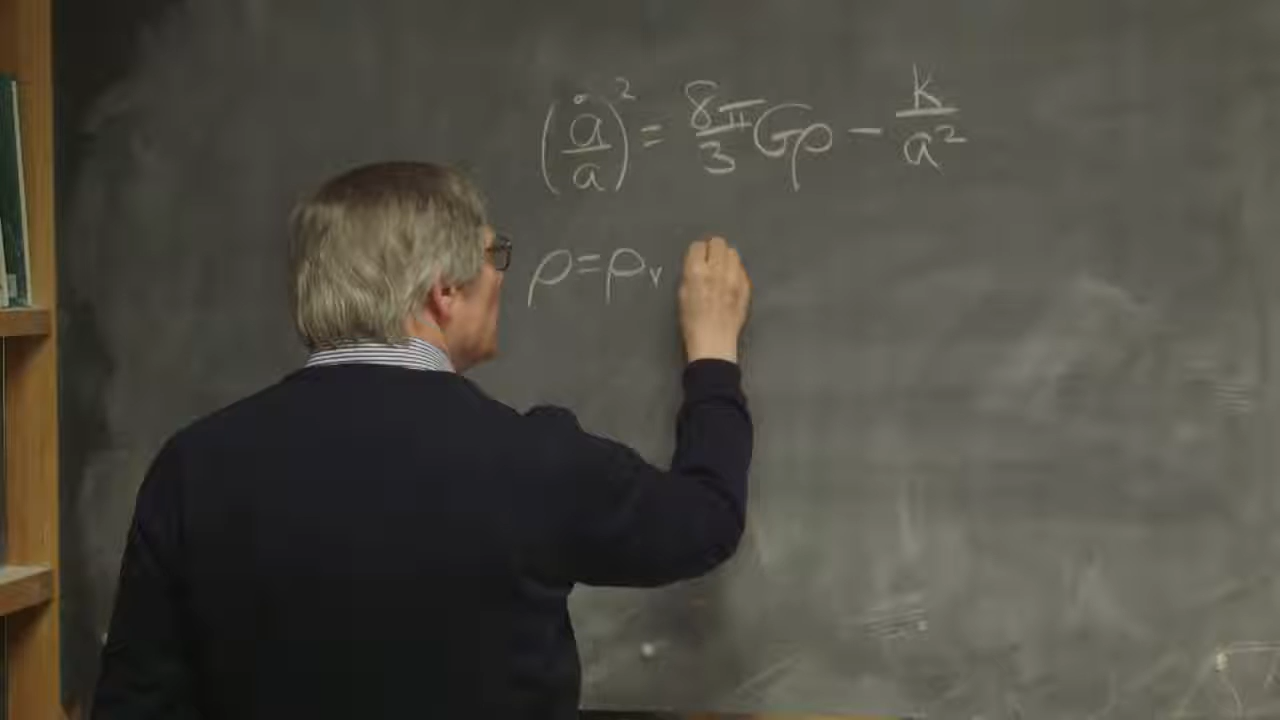 (ȧ/a)² = 8π/3 Gρ − k/a²
ρ=ρᵥ